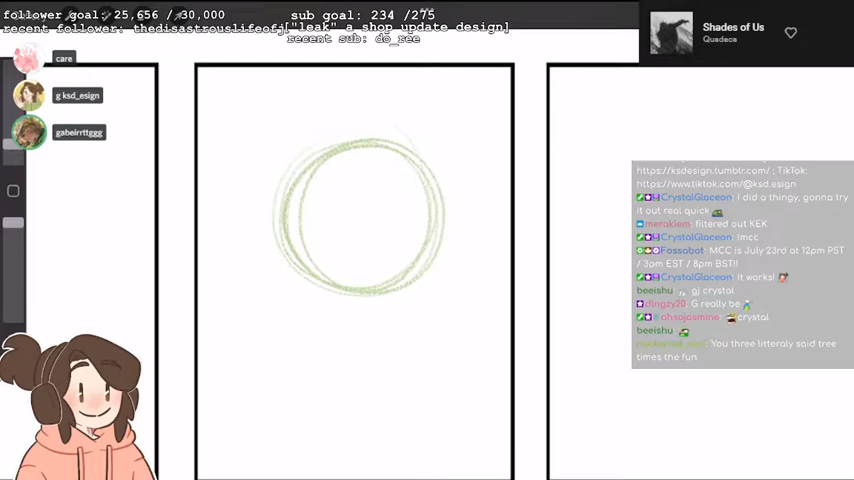 follower goal: 25,656 / 30,000
sub goal: 234 /275
recent follower: thedisastrouslifeofj["leak" a shop update design]
recent sub: do_ree
Shades of Us
Quadeca
care
g ksd_esign
gabeirrttggg
https://ksdesign.tumblr.com/ ; TikTok:
https://www.tiktok.com/@ksd.esign
CrystalGlaceon: I did a thingy, gonna try
it out real quick
merakiem: filtered out KEK
CrystalGlaceon: !mcc
Fossabot: MCC is July 23rd at 12pm PST
/ 3pm EST / 8pm BST!!
CrystalGlaceon: It works!
beeishu: gj crystal
dingzy20: G really be
ohsojasmine: crystal
beeishu:
You three litteraly said tree
times the fun